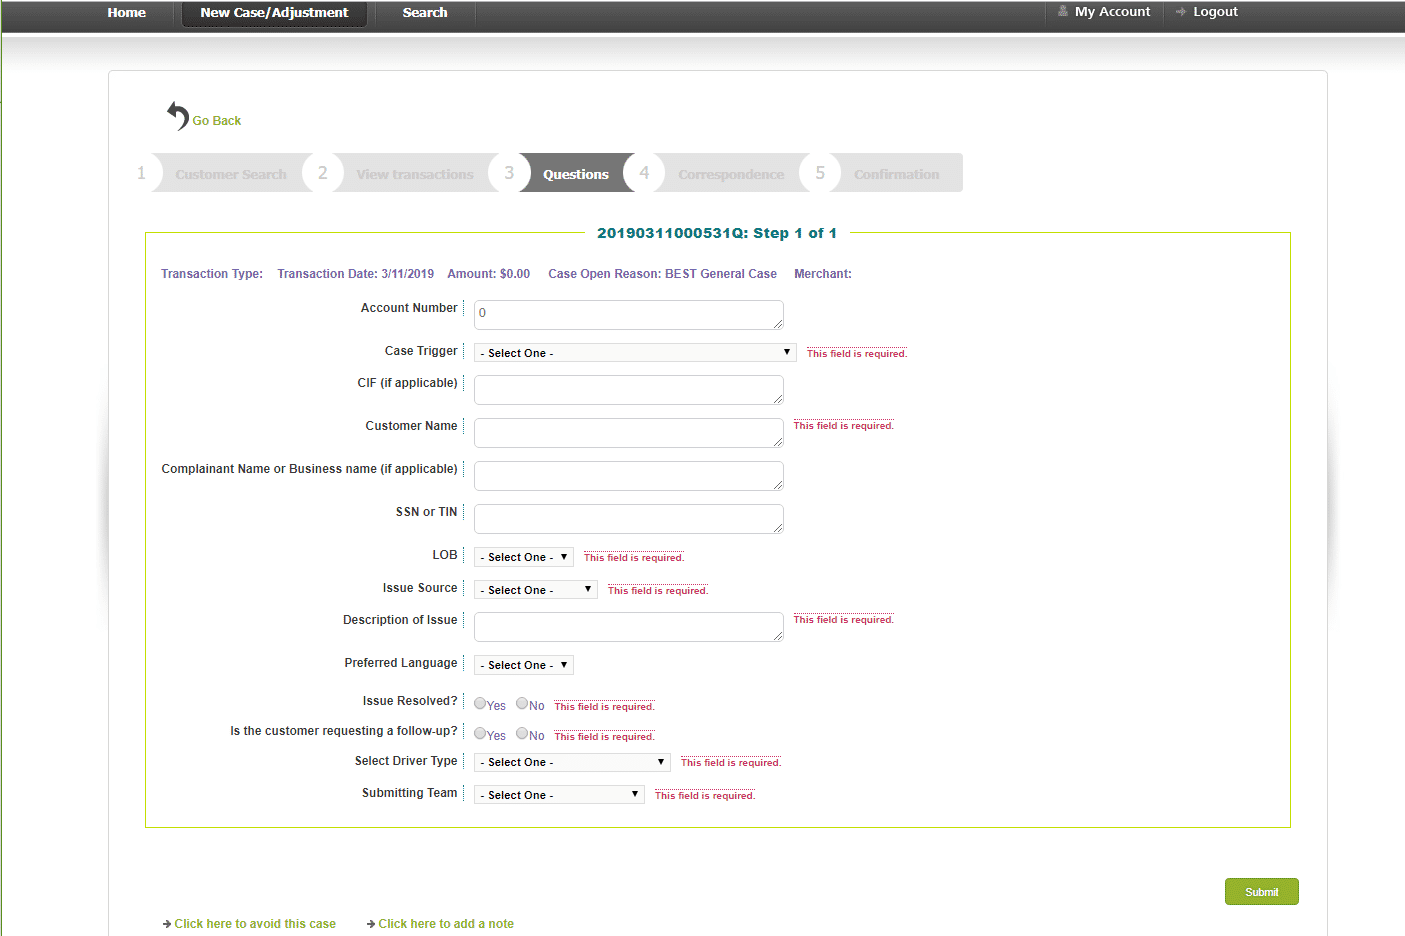 Home New Case/Adjustment Search My Account Logout
Go Back
1 Customer Search 2 View transactions 3 Questions 4 Correspondence 5 Confirmation
20190311000531Q: Step 1 of 1
Transaction Type: Transaction Date: 3/11/2019 Amount: $0.00 Case Open Reason: BEST General Case Merchant:
Account Number 0
Case Trigger - Select One - This field is required.
CIF (if applicable)
Customer Name This field is required.
Complainant Name or Business name (if applicable)
SSN or TIN
LOB - Select One - This field is required.
Issue Source - Select One - This field is required.
Description of Issue This field is required.
Preferred Language - Select One -
Issue Resolved? Yes No This field is required.
Is the customer requesting a follow-up? Yes No This field is required.
Select Driver Type - Select One - This field is required.
Submitting Team - Select One - This field is required.
Submit
Click here to avoid this case Click here to add a note